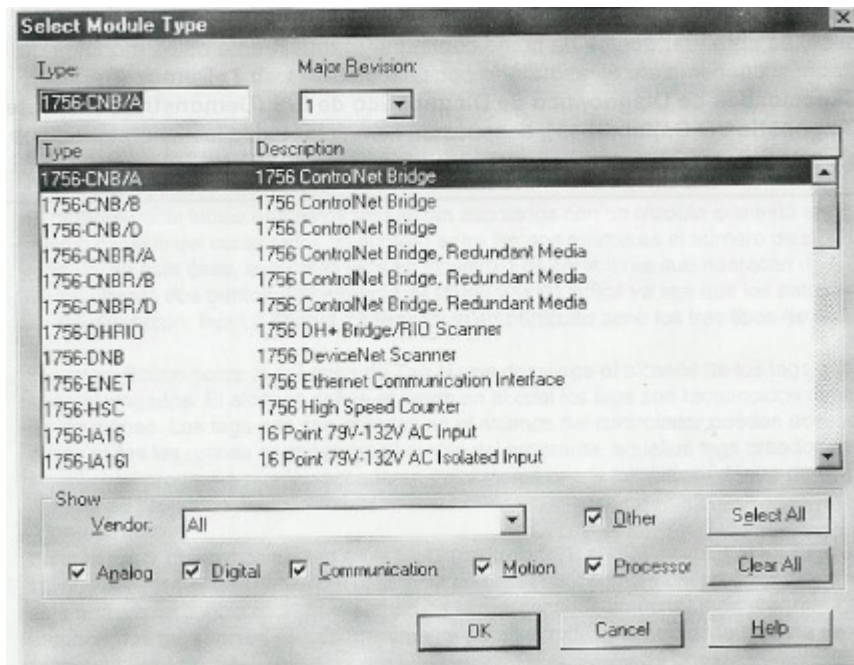 Select Module Type
Type:
Major Revision:
1756-CNB/A
1
Type Description
1756-CNB/A 1756 ControlNet Bridge
1756-CNB/B 1756 ControlNet Bridge
1756-CNB/D 1756 ControlNet Bridge
1756-CNBR/A 1756 ControlNet Bridge, Redundant Media
1756-CNBR/B 1756 ControlNet Bridge, Redundant Media
1756-CNBR/D 1756 ControlNet Bridge, Redundant Media
1756-DHRIO 1756 DH+ Bridge/RIO Scanner
1756-DNB 1756 DeviceNet Scanner
1756-ENET 1756 Ethernet Communication Interface
1756-HSC 1756 High Speed Counter
1756-IA16 16 Point 79V-132V AC Input
1756-IA16I 16 Point 79V-132V AC Isolated Input
Show
Vendor: All
Other
Select All
Analog
Digital
Communication
Motion
Processor
Clear All
OK
Cancel
Help